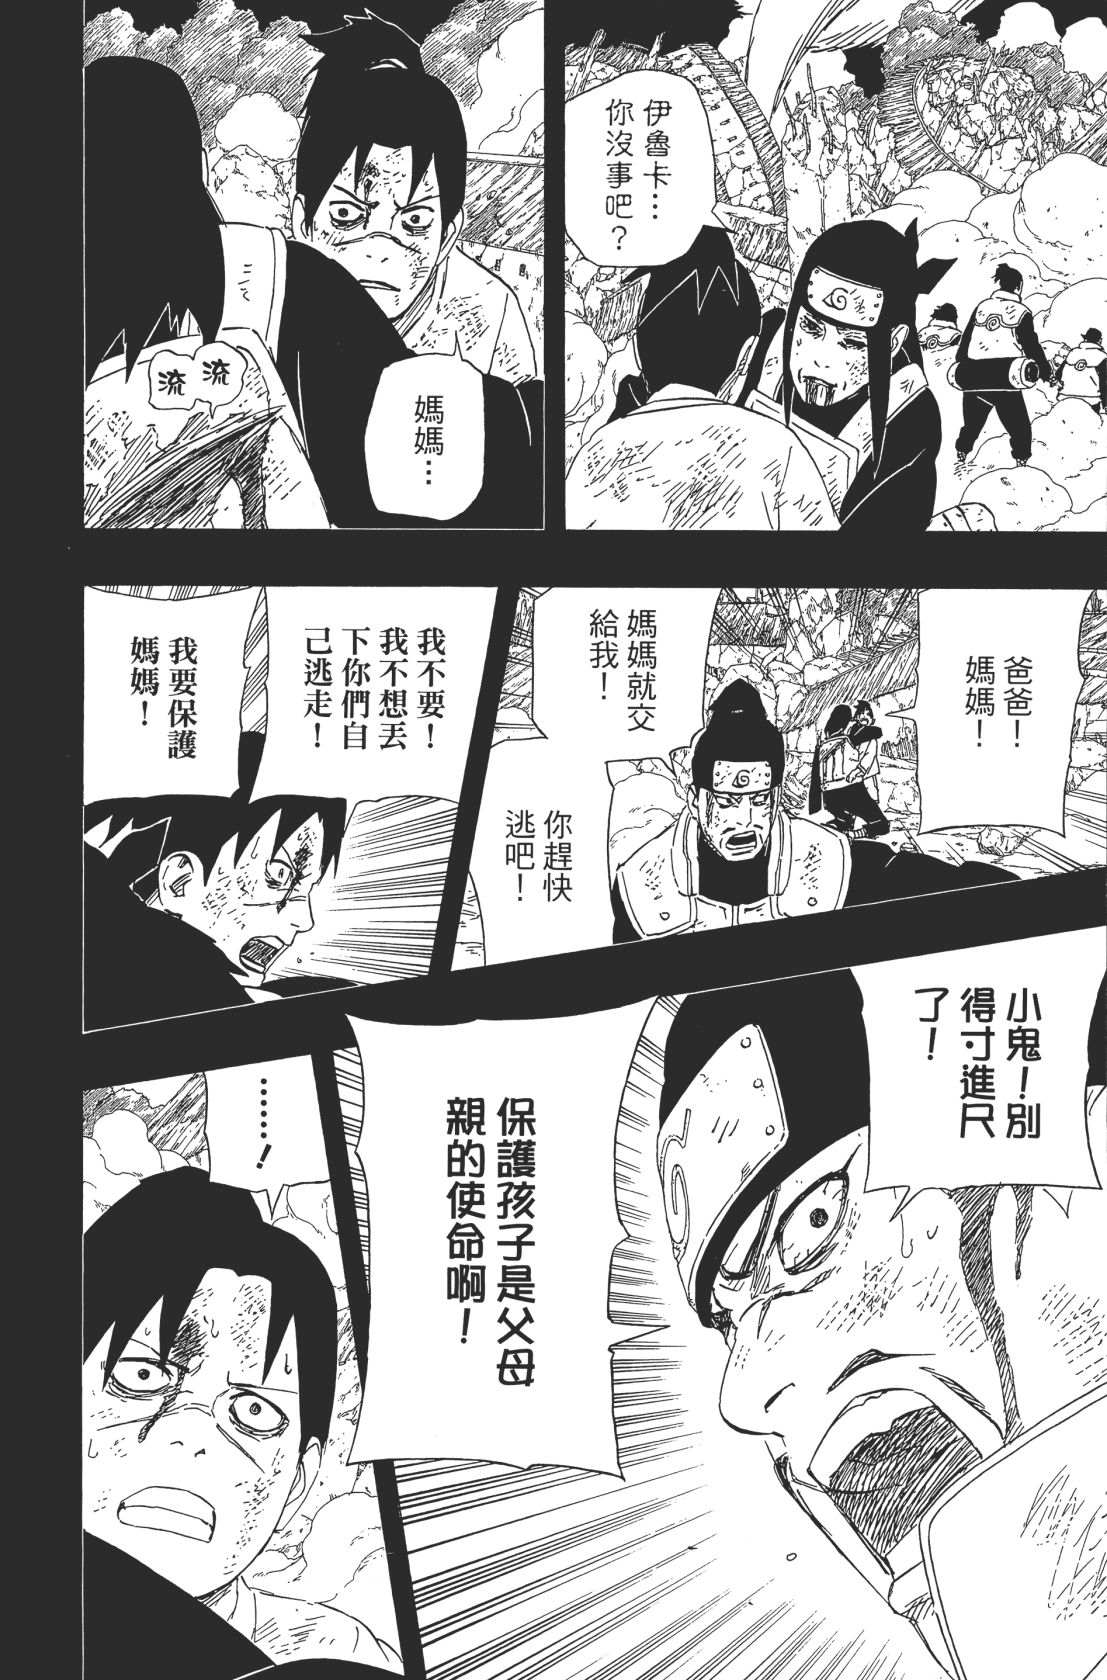 伊魯卡…
你沒事吧？
媽媽…
流
流
爸爸！
媽媽！
媽媽就交
給我！
你趕快
逃吧！
我不要！
我不想丟
下你們自
己逃走！
我要保護
媽媽！
小鬼！別
得寸進尺
了！
保護孩子是父母
親的使命啊！
……！